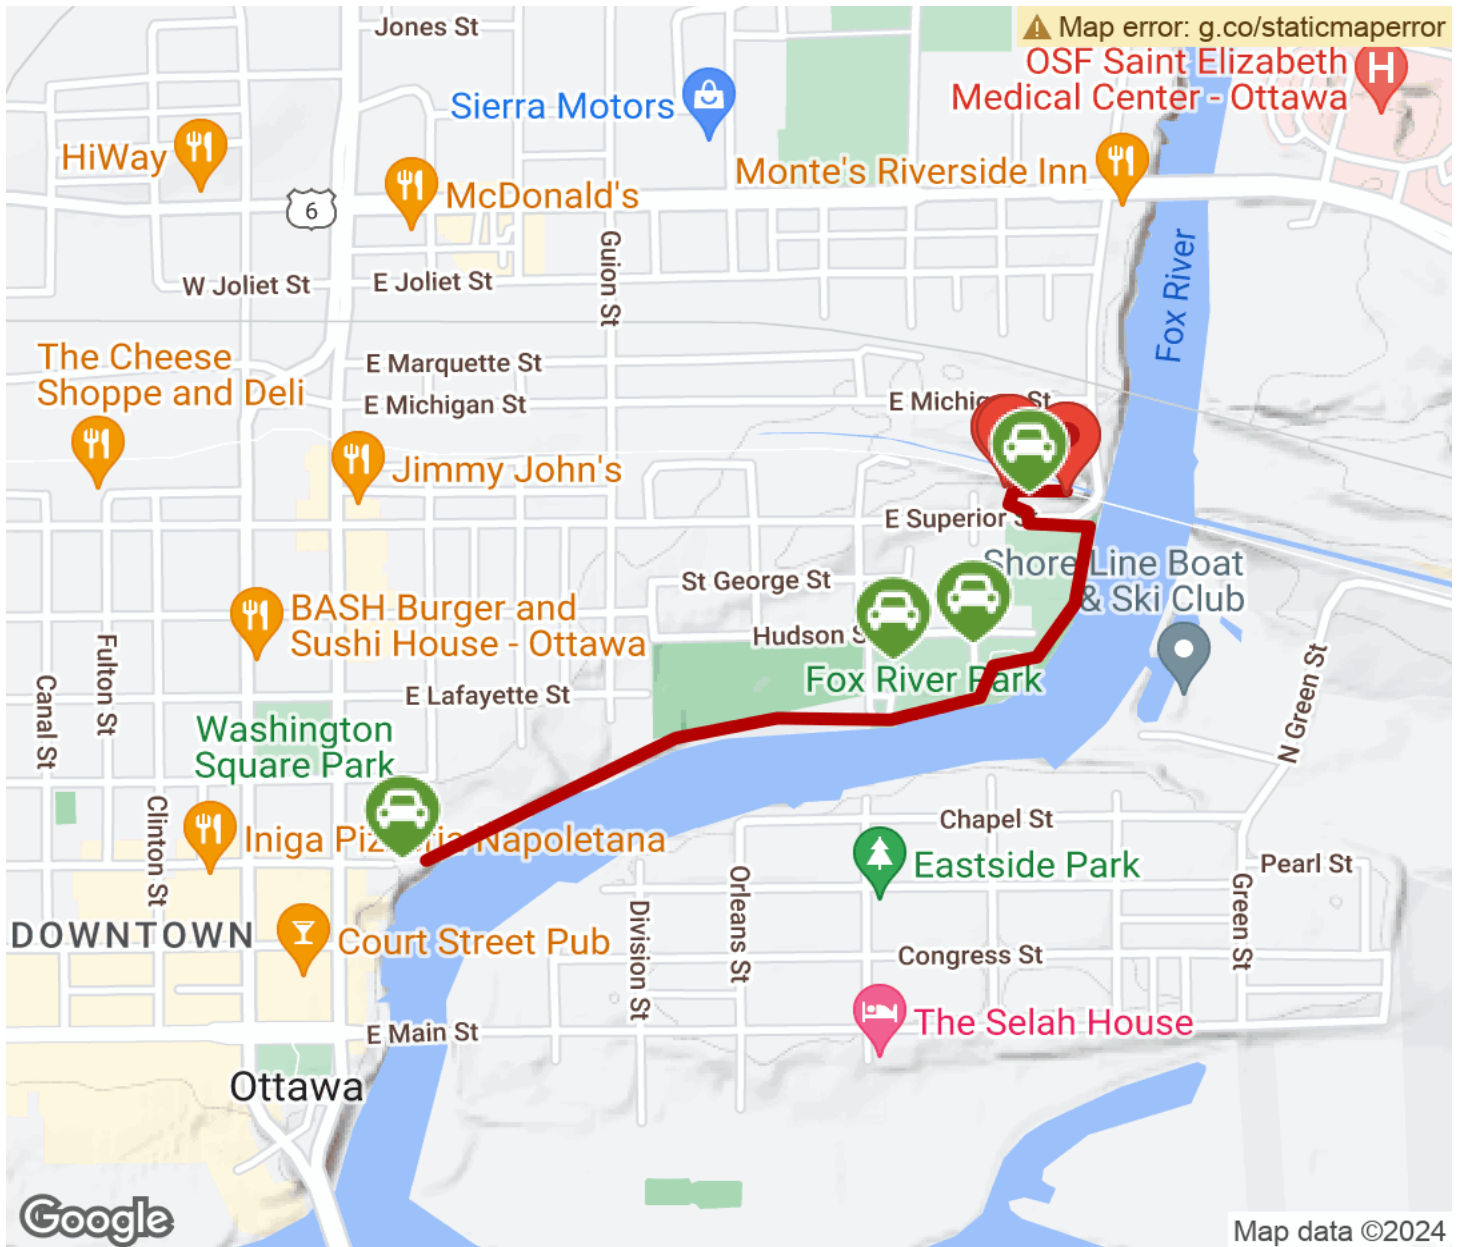 Jones St
Map error: g.co/staticmaperror
OSF Saint Elizabeth
Medical Center - Ottawa
H
Sierra Motors
HiWay
Monte's Riverside Inn
McDonald's
6
Guion St
Fox River
W Joliet St
E Joliet St
The Cheese
Shoppe and Deli
E Marquette St
E Michigan St
E Michigan St
Jimmy John's
E Superior St
Shore Line Boat
& Ski Club
St George St
BASH Burger and
Sushi House - Ottawa
Hudson S
Fulton St
Canal St
E Lafayette St
Fox River Park
N Green St
Washington
Square Park
Clinton St
Iniga Pizzeria Napoletana
Chapel St
Eastside Park
Pearl St
Orleans St
Green St
Division St
DOWNTOWN
Court Street Pub
Congress St
The Selah House
E Main St
Ottawa
Google
Map data ©2024